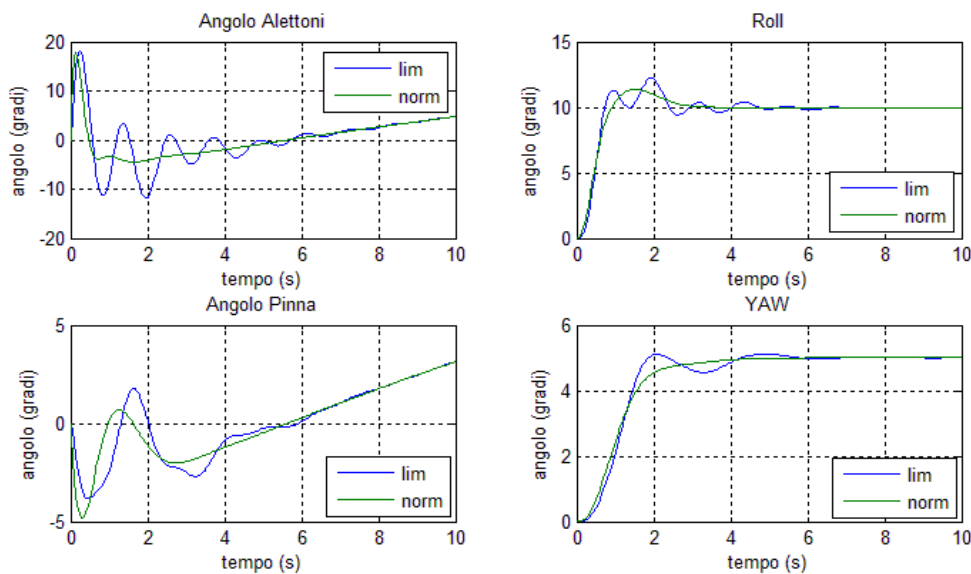 Angolo Alettoni
angolo (gradi)
20
10
0
-10
-20
lim
norm
0 2 4 6 8 10
tempo (s)
Roll
angolo (gradi)
15
10
5
0
lim
norm
0 2 4 6 8 10
tempo (s)
Angolo Pinna
angolo (gradi)
5
0
-5
lim
norm
0 2 4 6 8 10
tempo (s)
YAW
angolo (gradi)
6
4
2
0
lim
norm
0 2 4 6 8 10
tempo (s)